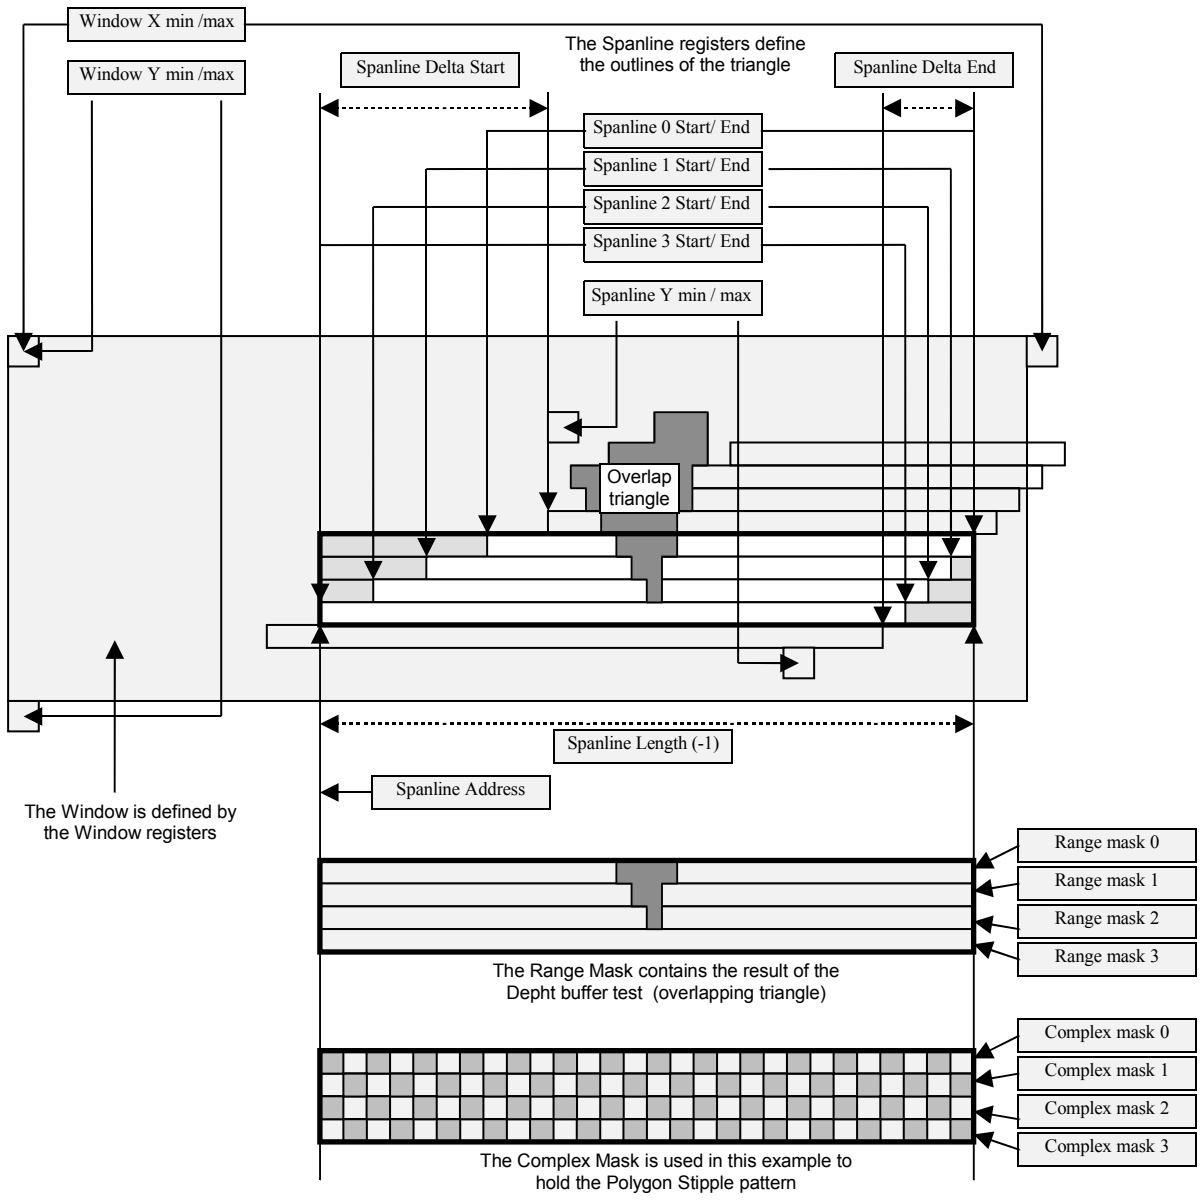 Window X min /max
The Spanline registers define
the outlines of the triangle
Window Y min /max
Spanline Delta Start
Spanline Delta End
Spanline 0 Start/ End
Spanline 1 Start/ End
Spanline 2 Start/ End
Spanline 3 Start/ End
Spanline Y min / max
Overlap
triangle
Spanline Length (-1)
Spanline Address
The Window is defined by
the Window registers
Range mask 0
Range mask 1
Range mask 2
Range mask 3
The Range Mask contains the result of the
Depht buffer test (overlapping triangle)
Complex mask 0
Complex mask 1
Complex mask 2
Complex mask 3
The Complex Mask is used in this example to
hold the Polygon Stipple pattern